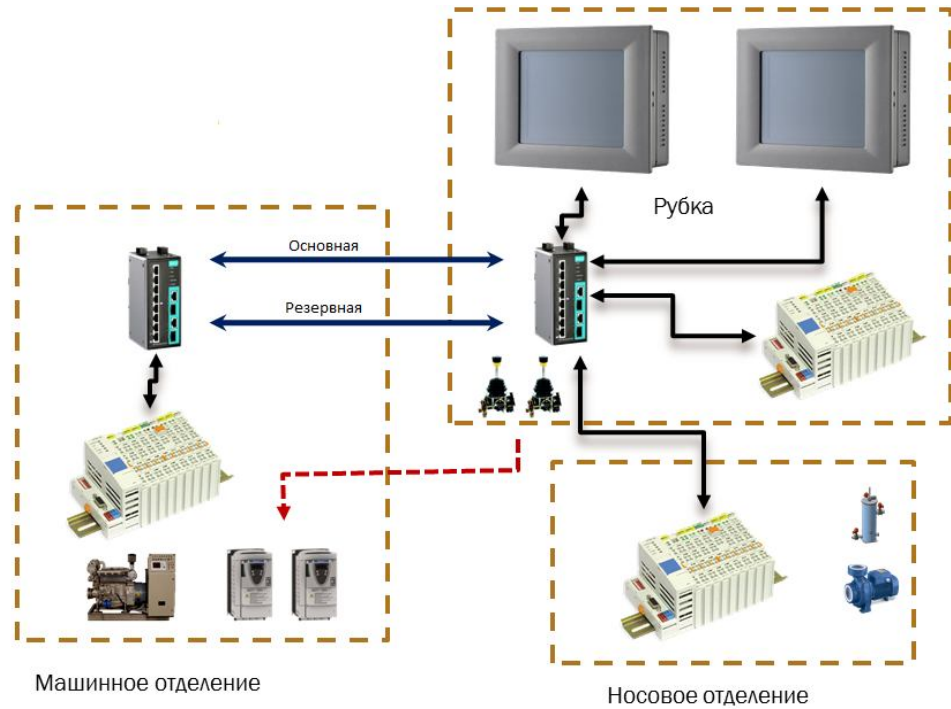 Рубка
Основная
Резервная
Машинное отделение
Носовое отделение